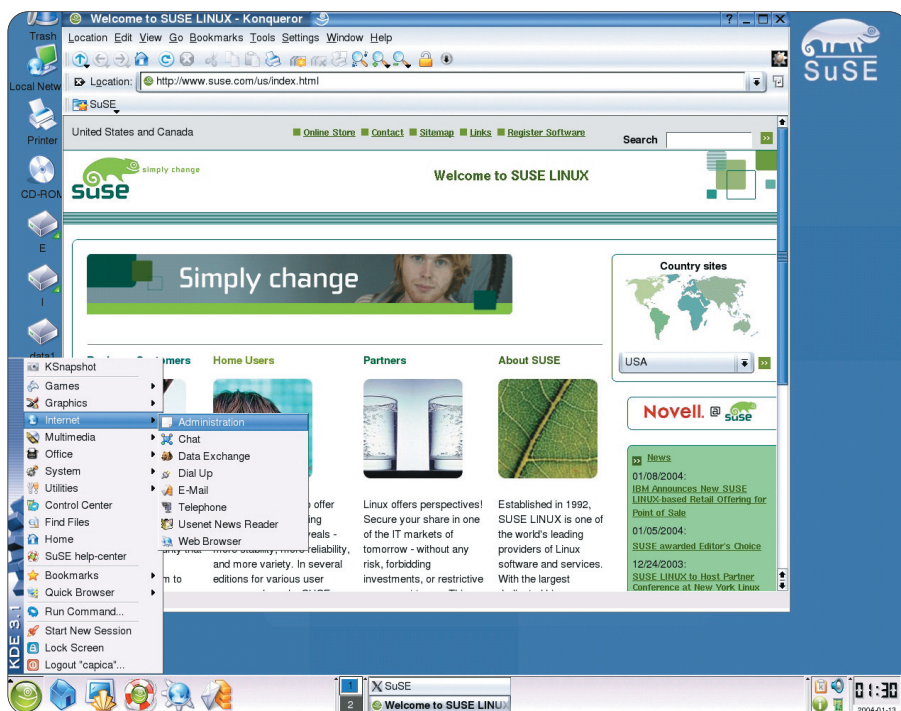 Welcome to SUSE LINUX - Konqueror
Trash
Location Edit View Go Bookmarks Tools Settings Window Help
Local Netw
Location: http://www.suse.com/us/index.html
SuSE
SuSE
Printer
United States and Canada
Online Store Contact Sitemap Links Register Software
Search
CD-ROM
SUSE
simply change
Welcome to SUSE LINUX
E
I
data1
Simply change
Country sites
USA
Customers
Home Users
Partners
About SUSE
Novell. @ SUSE
News
01/08/2004:
IBM Announces New SUSE
LINUX-based Retail Offering for
Point of Sale
01/05/2004:
SUSE awarded Editor's Choice
12/24/2003:
SUSE LINUX to Host Partner
Conference at New York Linux
offer
and more variety. In several
editions for various user
Linux offers perspectives!
Secure your share in one
of the IT markets of
tomorrow - without any
risk, forbidding
investments, or restrictive
Established in 1992,
SUSE LINUX is one of
the world's leading
providers of Linux
software and services.
With the largest
KSnapshot
Games
Graphics
Internet
Multimedia
Office
System
Utilities
Control Center
Find Files
Home
SuSE help-center
Bookmarks
Quick Browser
Run Command...
Start New Session
Lock Screen
Logout "capica"...
KDE 3.1
Administration
Chat
Data Exchange
Dial Up
E-Mail
Telephone
Usenet News Reader
Web Browser
1
2
SuSE
Welcome to SUSE LINUX
01:30
2004-01-13